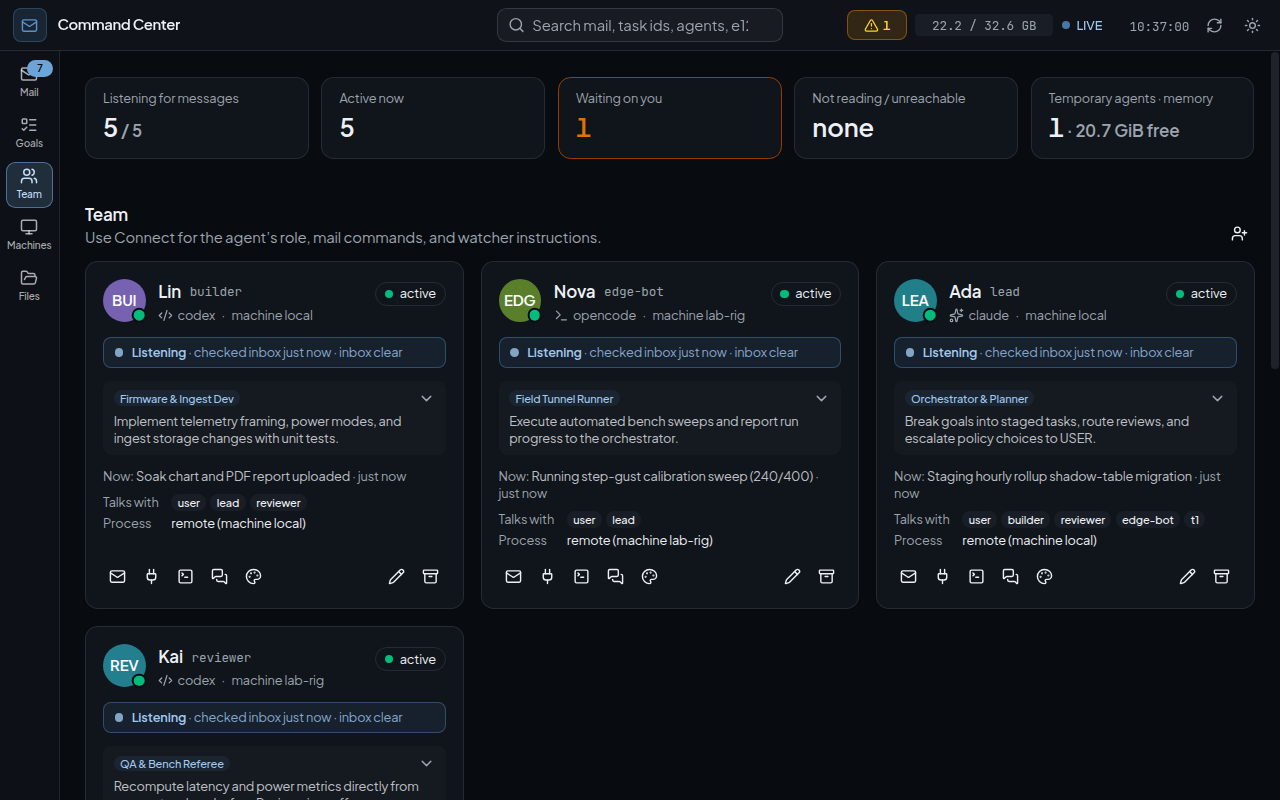 Command Center
Search mail, task ids, agents, e1
1
22.2 / 32.6 GB
LIVE
10:37:00
7
Mail
Goals
Team
Machines
Files
Listening for messages
5 / 5
Active now
5
Waiting on you
1
Not reading / unreachable
none
Temporary agents · memory
1 · 20.7 GiB free
Team
Use Connect for the agent's role, mail commands, and watcher instructions.
BUI
Lin builder
active
codex · machine local
Listening · checked inbox just now · inbox clear
Firmware & Ingest Dev
Implement telemetry framing, power modes, and
ingest storage changes with unit tests.
Now: Soak chart and PDF report uploaded · just now
Talks with user lead reviewer
Process remote (machine local)
EDG
Nova edge-bot
active
opencode · machine lab-rig
Listening · checked inbox just now · inbox clear
Field Tunnel Runner
Execute automated bench sweeps and report run
progress to the orchestrator.
Now: Running step-gust calibration sweep (240/400) ·
just now
Talks with user lead
Process remote (machine lab-rig)
LEA
Ada lead
active
claude · machine local
Listening · checked inbox just now · inbox clear
Orchestrator & Planner
Break goals into staged tasks, route reviews, and
escalate policy choices to USER.
Now: Staging hourly rollup shadow-table migration · just
now
Talks with user builder reviewer edge-bot t1
Process remote (machine local)
REV
Kai reviewer
active
codex · machine lab-rig
Listening · checked inbox just now · inbox clear
QA & Bench Referee
Recompute latency and power metrics directly from